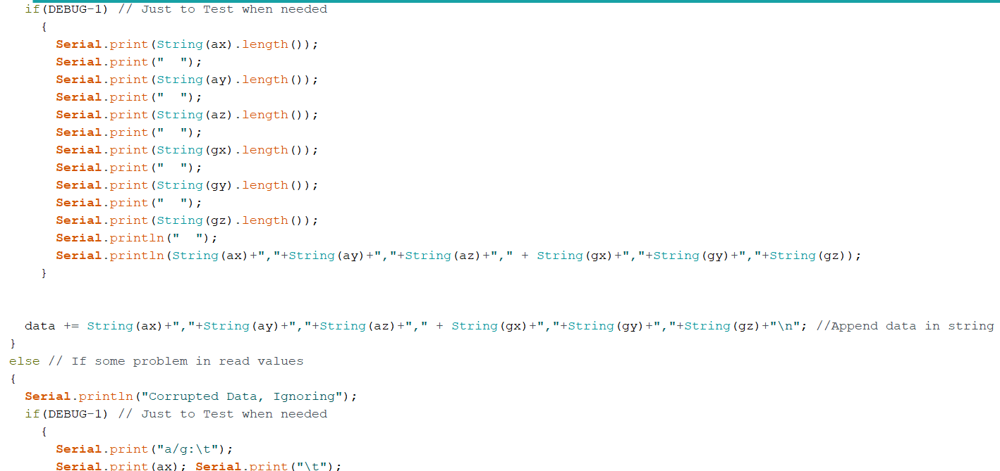 if(DEBUG-1) // Just to Test when needed
{
Serial.print(String(ax).length());
Serial.print("  ");
Serial.print(String(ay).length());
Serial.print("  ");
Serial.print(String(az).length());
Serial.print("  ");
Serial.print(String(gx).length());
Serial.print("  ");
Serial.print(String(gy).length());
Serial.print("  ");
Serial.print(String(gz).length());
Serial.println("  ");
Serial.println(String(ax)+","+String(ay)+","+String(az)+"," + String(gx)+","+String(gy)+","+String(gz));
}
data += String(ax)+","+String(ay)+","+String(az)+"," + String(gx)+","+String(gy)+","+String(gz)+"\n"; //Append data in string
}
else // If some problem in read values
{
Serial.println("Corrupted Data, Ignoring");
if(DEBUG-1) // Just to Test when needed
{
Serial.print("a/g:\t");
Serial.print(ax); Serial.print("\t");